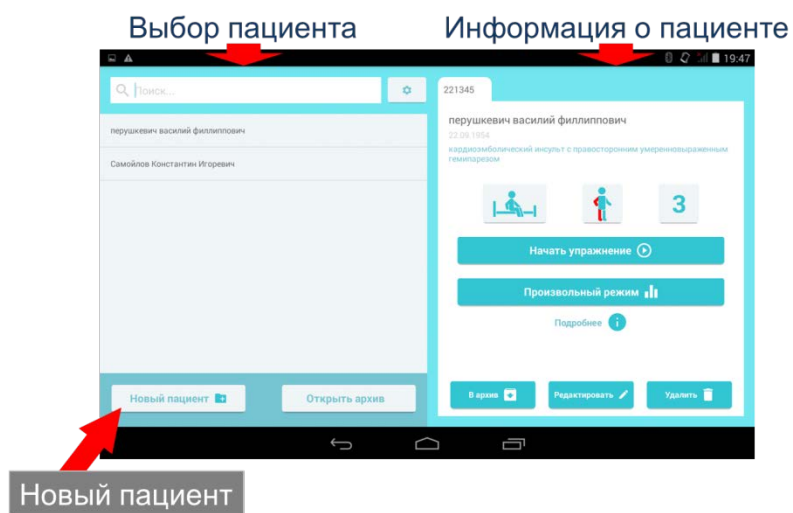 Выбор пациента
Информация о пациенте
19:47
Поиск...
221345
перушкевич василий филлиппович
Самойлов Константин Игоревич
перушкевич василий филлиппович
22.09.1954
кардиоэмболический инсульт с правосторонним умеренновыраженным
гемипарезом
3
Начать упражнение
Произвольный режим
Подробнее i
Новый пациент
Открыть архив
В архив
Редактировать
Удалить
Новый пациент